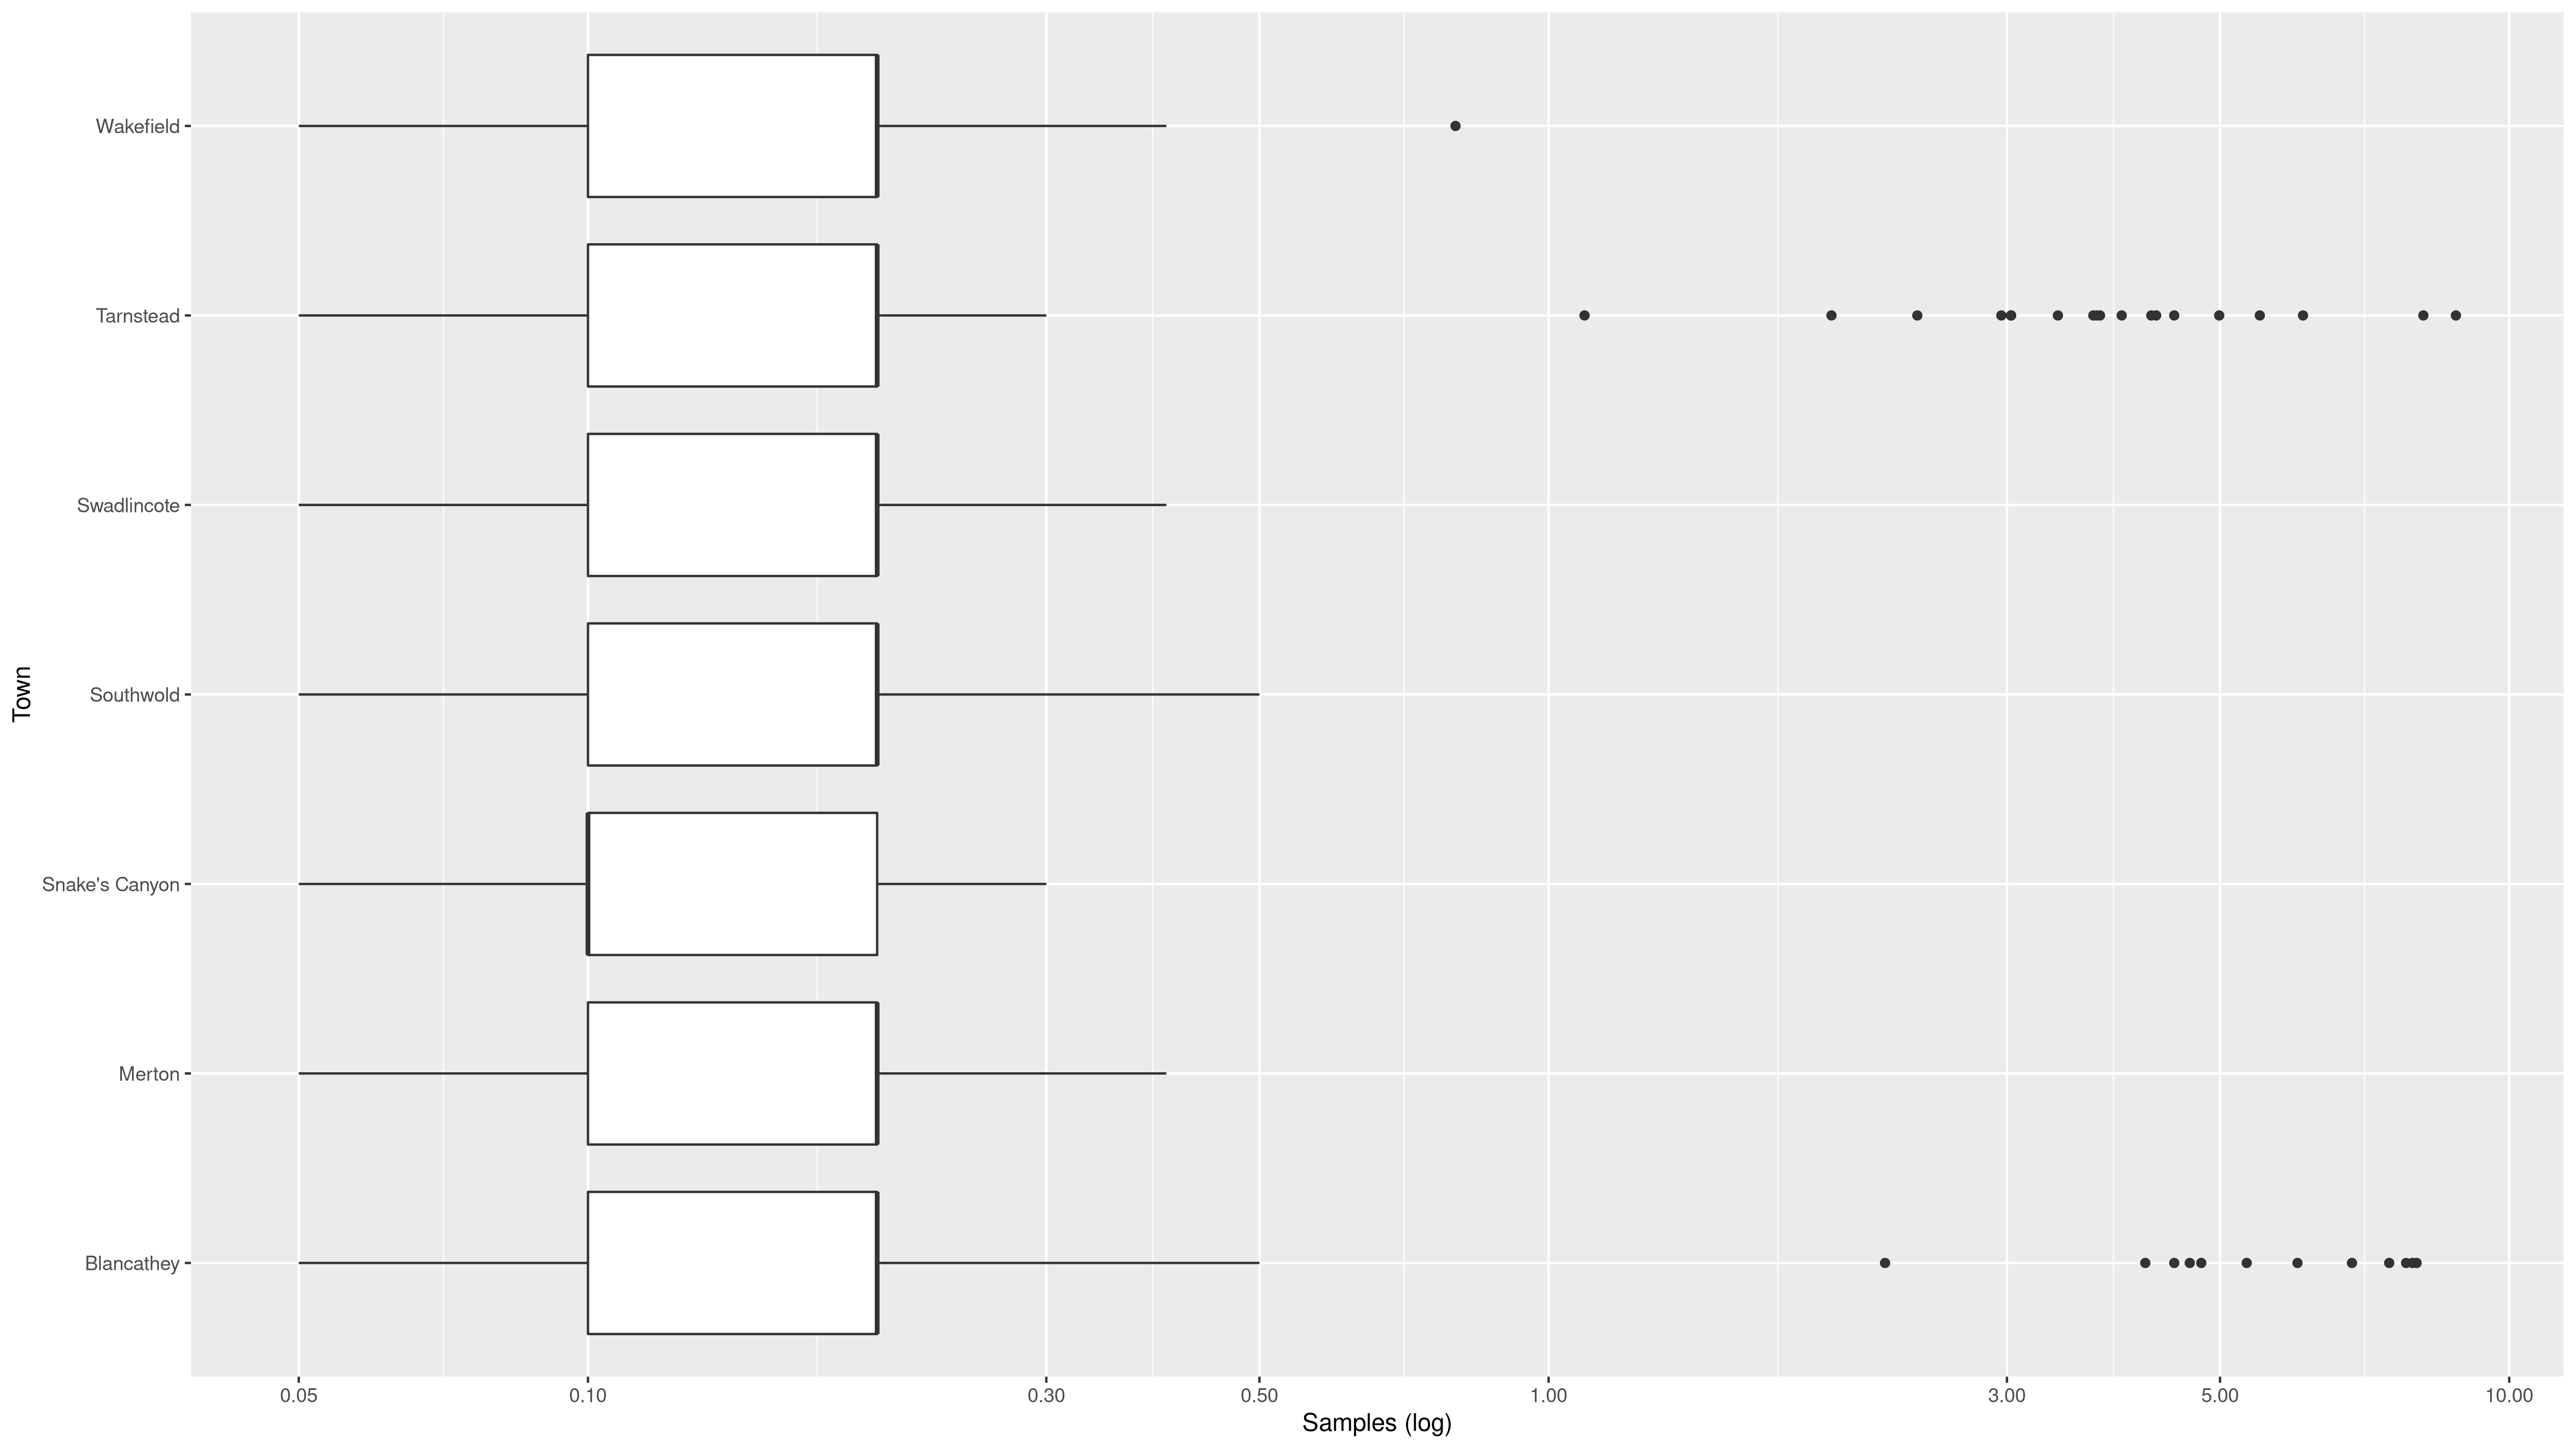 Wakefield
Tarnstead
Swadlincote
Southwold
Snake's Canyon
Merton
Blancathey
Town
0.05 0.10 0.30 0.50 1.00 3.00 5.00 10.00
Samples (log)